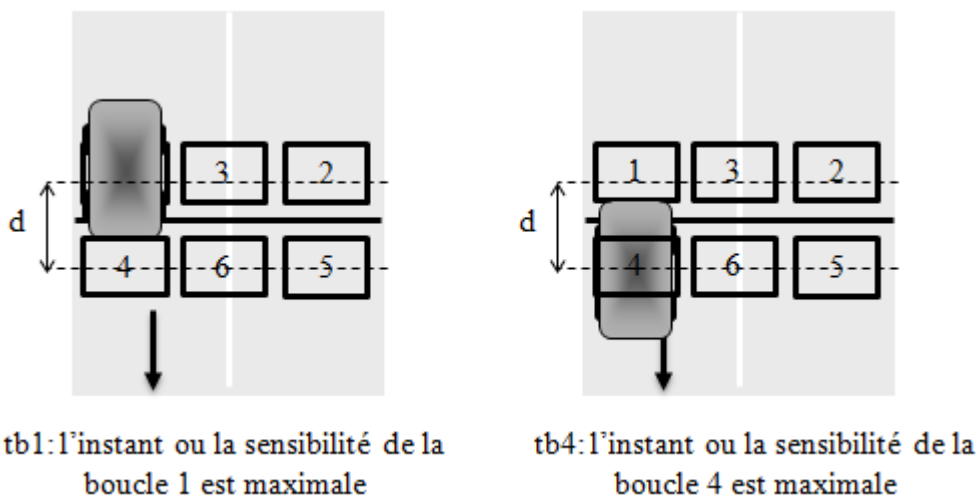 3 2
d
4 6 5
tb1:l'instant ou la sensibilité de la
boucle 1 est maximale
1 3 2
d
4 6 5
tb4:l'instant ou la sensibilité de la
boucle 4 est maximale